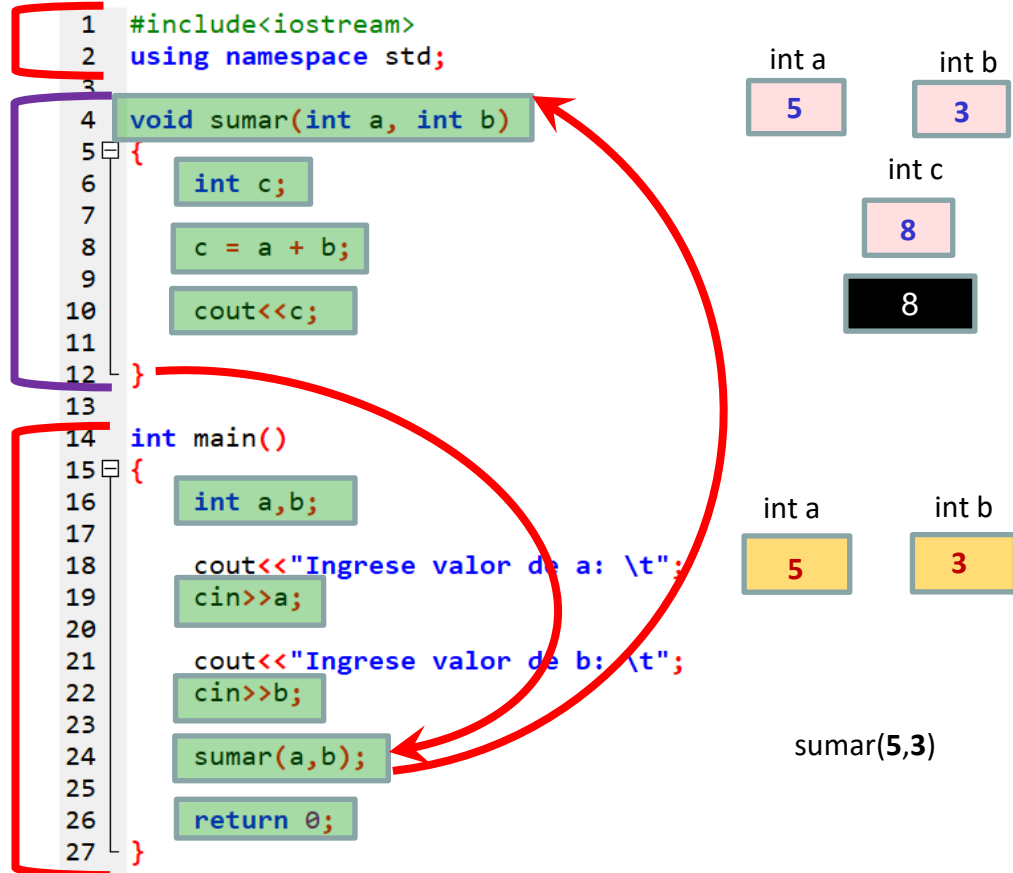 1 #include<iostream>
2 using namespace std;
3
4 void sumar(int a, int b)
5 {
6 int c;
7
8 c = a + b;
9
10 cout<<c;
11
12 }
13
14 int main()
15 {
16 int a,b;
17
18 cout<<"Ingrese valor de a: \t";
19 cin>>a;
20
21 cout<<"Ingrese valor de b: \t";
22 cin>>b;
23
24 sumar(a,b);
25
26 return 0;
27 }
int a int b
5 3
int c
8
8
int a int b
5 3
sumar(5,3)